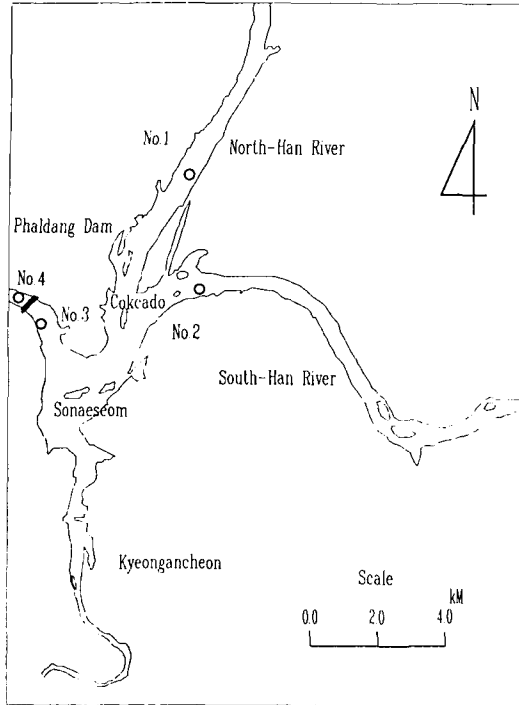 N
No.1
North-Han River
Phaldang Dam
No.4
No.3
Cokcado
No.2
South-Han River
Sonaeseom
Kyeongancheon
Scale
kM
0.0 2.0 4.0